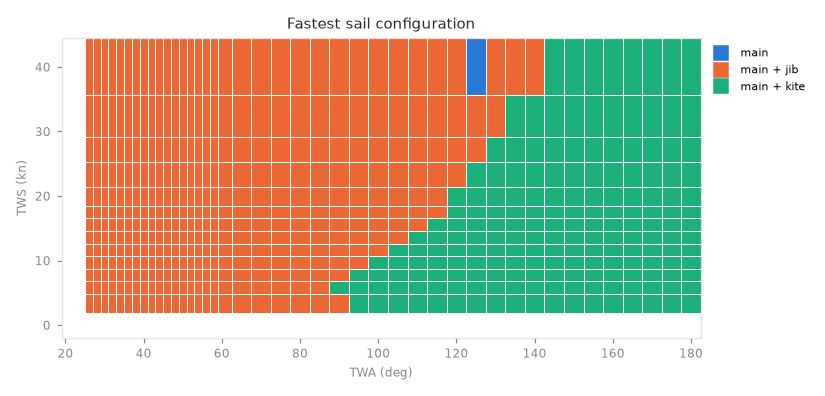 Fastest sail configuration
main
main + jib
main + kite
TWS (kn)
40
30
20
10
0
20 40 60 80 100 120 140 160 180
TWA (deg)